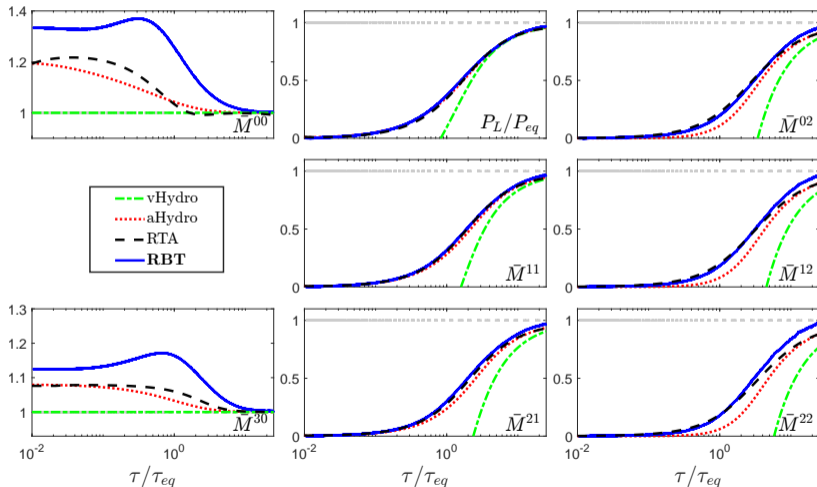 1.4
1.2
1
M̄⁰⁰
1
0.5
0
P_L/P_eq
1
0.5
0
M̄⁰²
vHydro
aHydro
RTA
RBT
1
0.5
0
M̄¹¹
1
0.5
0
M̄¹²
1.3
1.2
1.1
1
M̄³⁰
1
0.5
0
M̄²¹
1
0.5
0
M̄²²
10⁻² 10⁰
10⁻² 10⁰
10⁻² 10⁰
τ/τ_eq
τ/τ_eq
τ/τ_eq